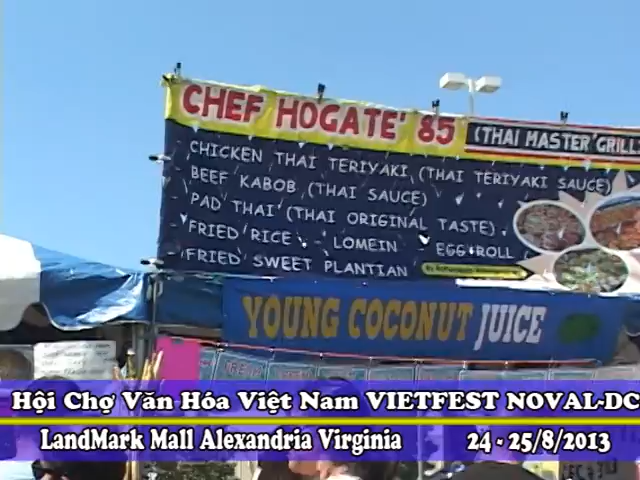 CHEF HOGATE' 85
(THAI MASTER GRILL)
CHICKEN THAI TERIYAKI (THAI TERIYAKI SAUCE)
BEEF KABOB (THAI SAUCE)
PAD THAI (THAI ORIGINAL TASTE)
FRIED RICE - LOMEIN EGG ROLL
FRIED SWEET PLANTIAN
YOUNG COCONUT JUICE
Hội Chợ Văn Hóa Việt Nam VIETFEST NOVAL-DC
LandMark Mall Alexandria Virginia 24 - 25/8/2013